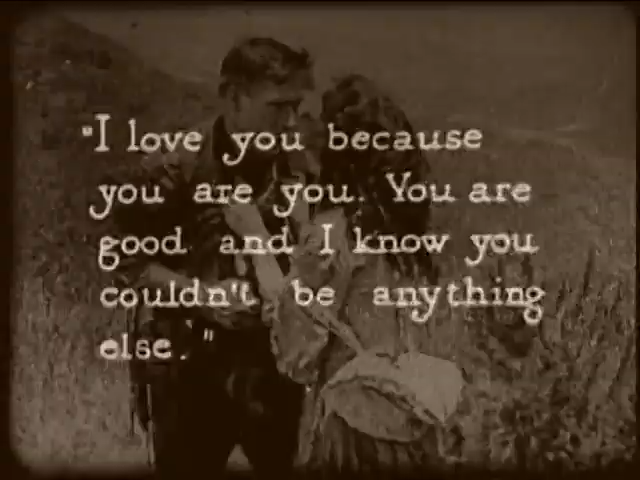 "I love you because
you are you. You are
good and I know you
couldn't be anything
else."